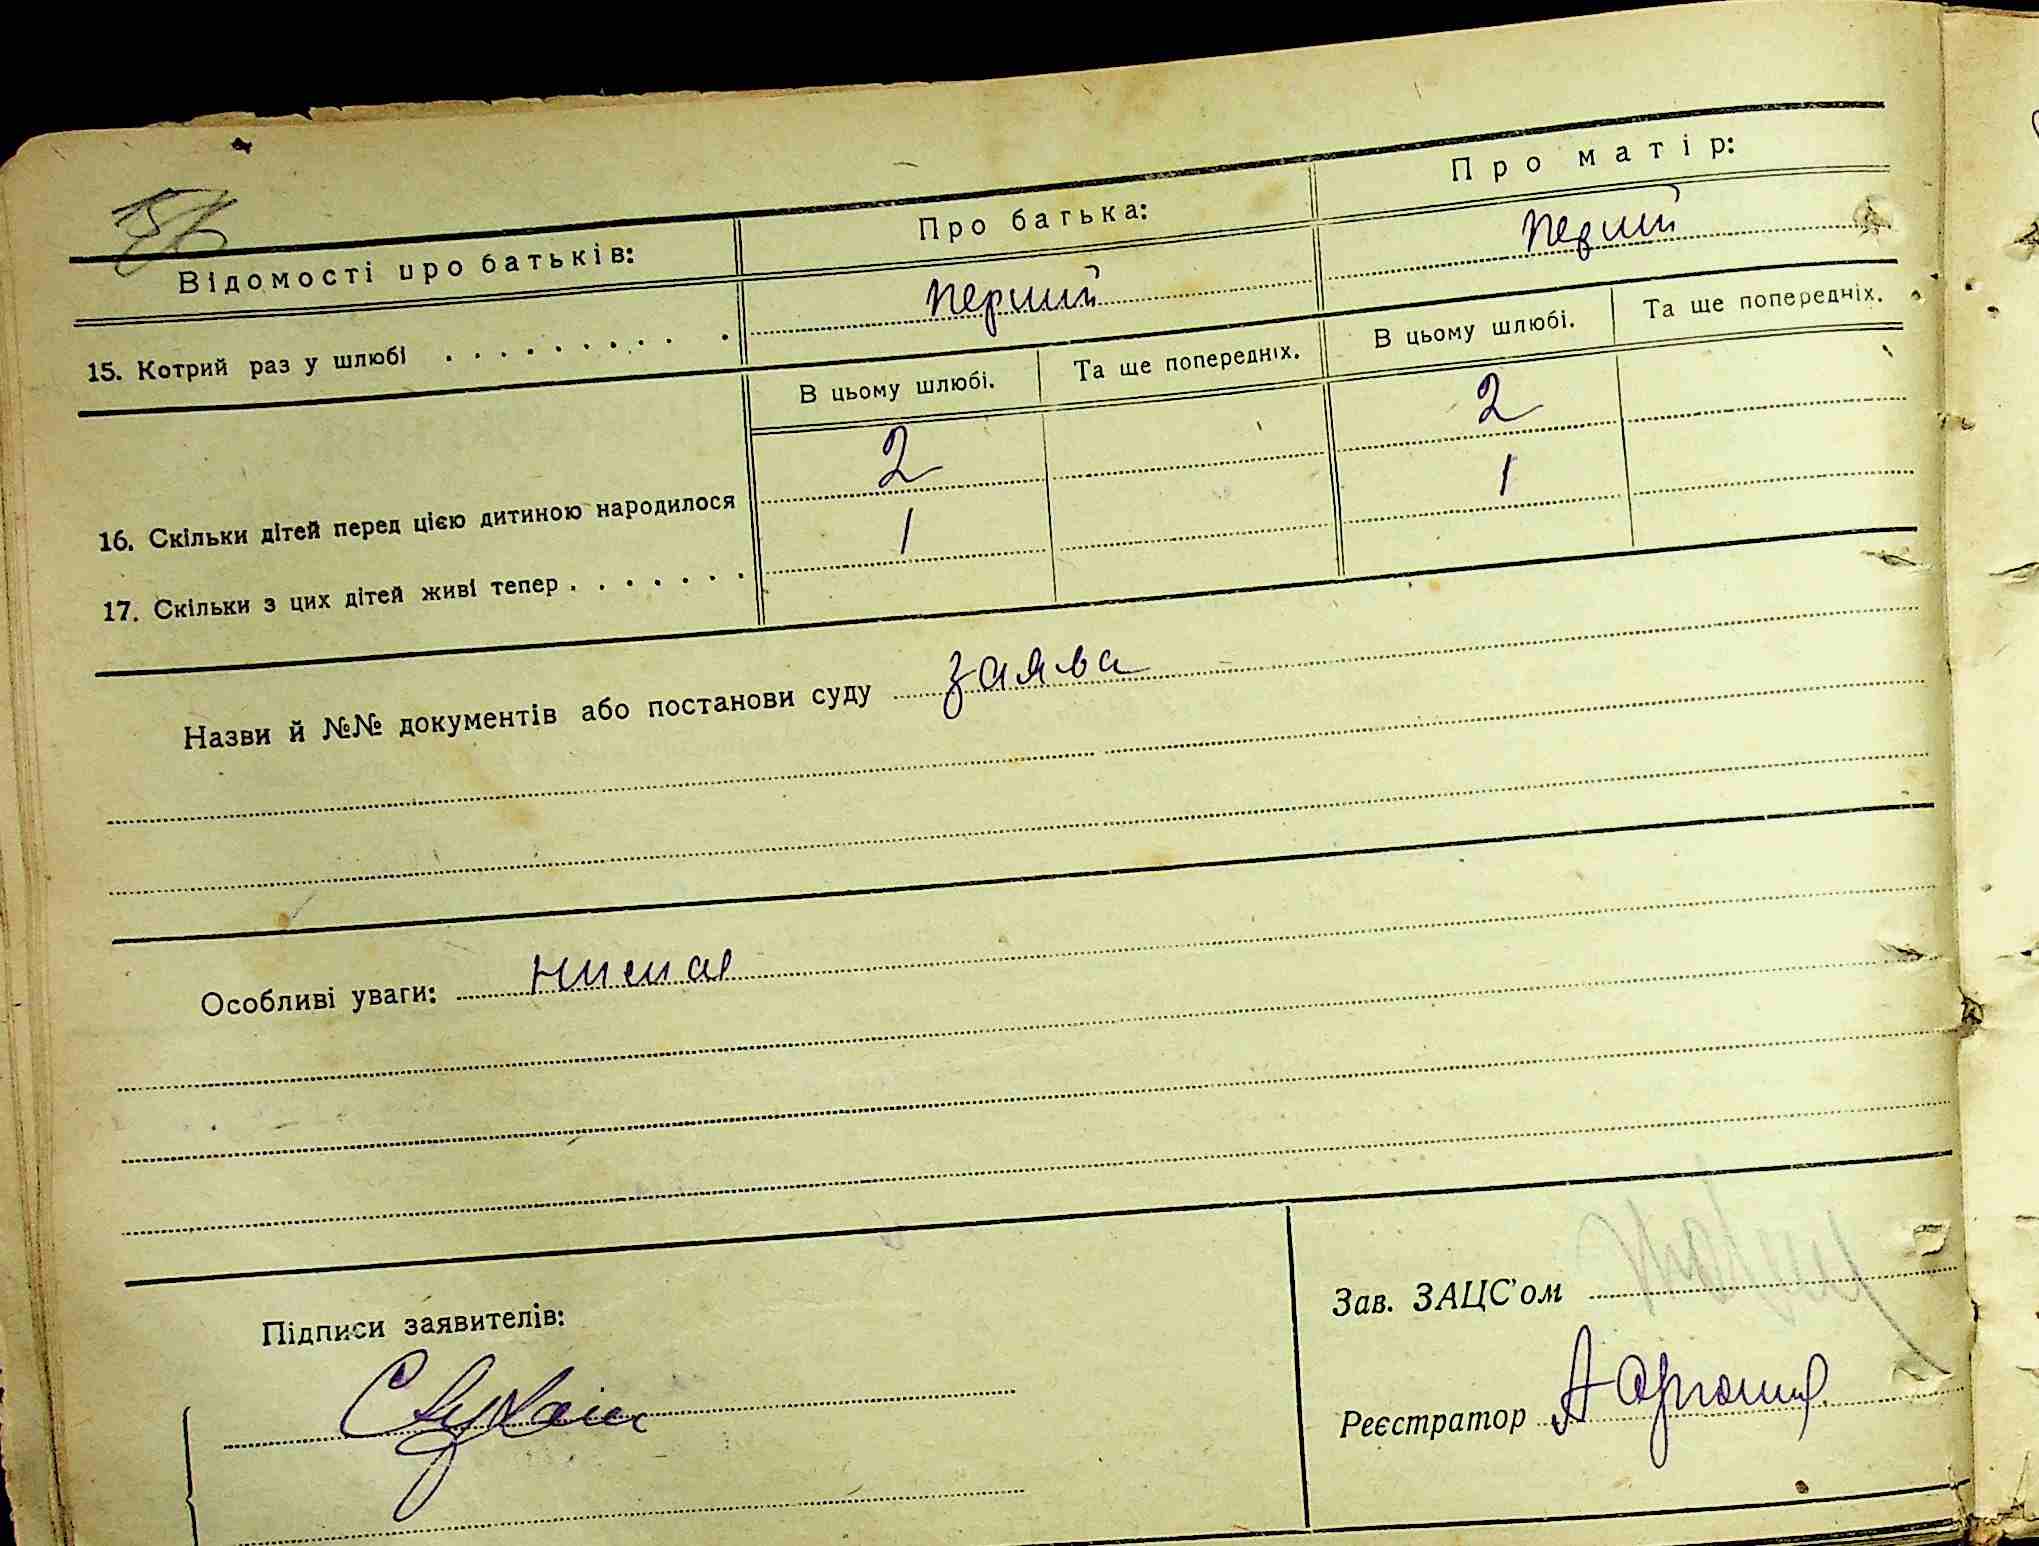 Відомості про батьків: Про батька: Про матір:
15. Котрий раз у шлюбі . . . . . . . . . перший перший
В цьому шлюбі. Та ще попередніх. В цьому шлюбі. Та ще попередніх.
16. Скільки дітей перед цією дитиною народилося 2 2
17. Скільки з цих дітей живі тепер . . . . . . . 1 1
Назви й №№ документів або постанови суду заява
Особливі уваги: нимая
Підписи заявителів:
Зав. ЗАЦС'ом
Реєстратор